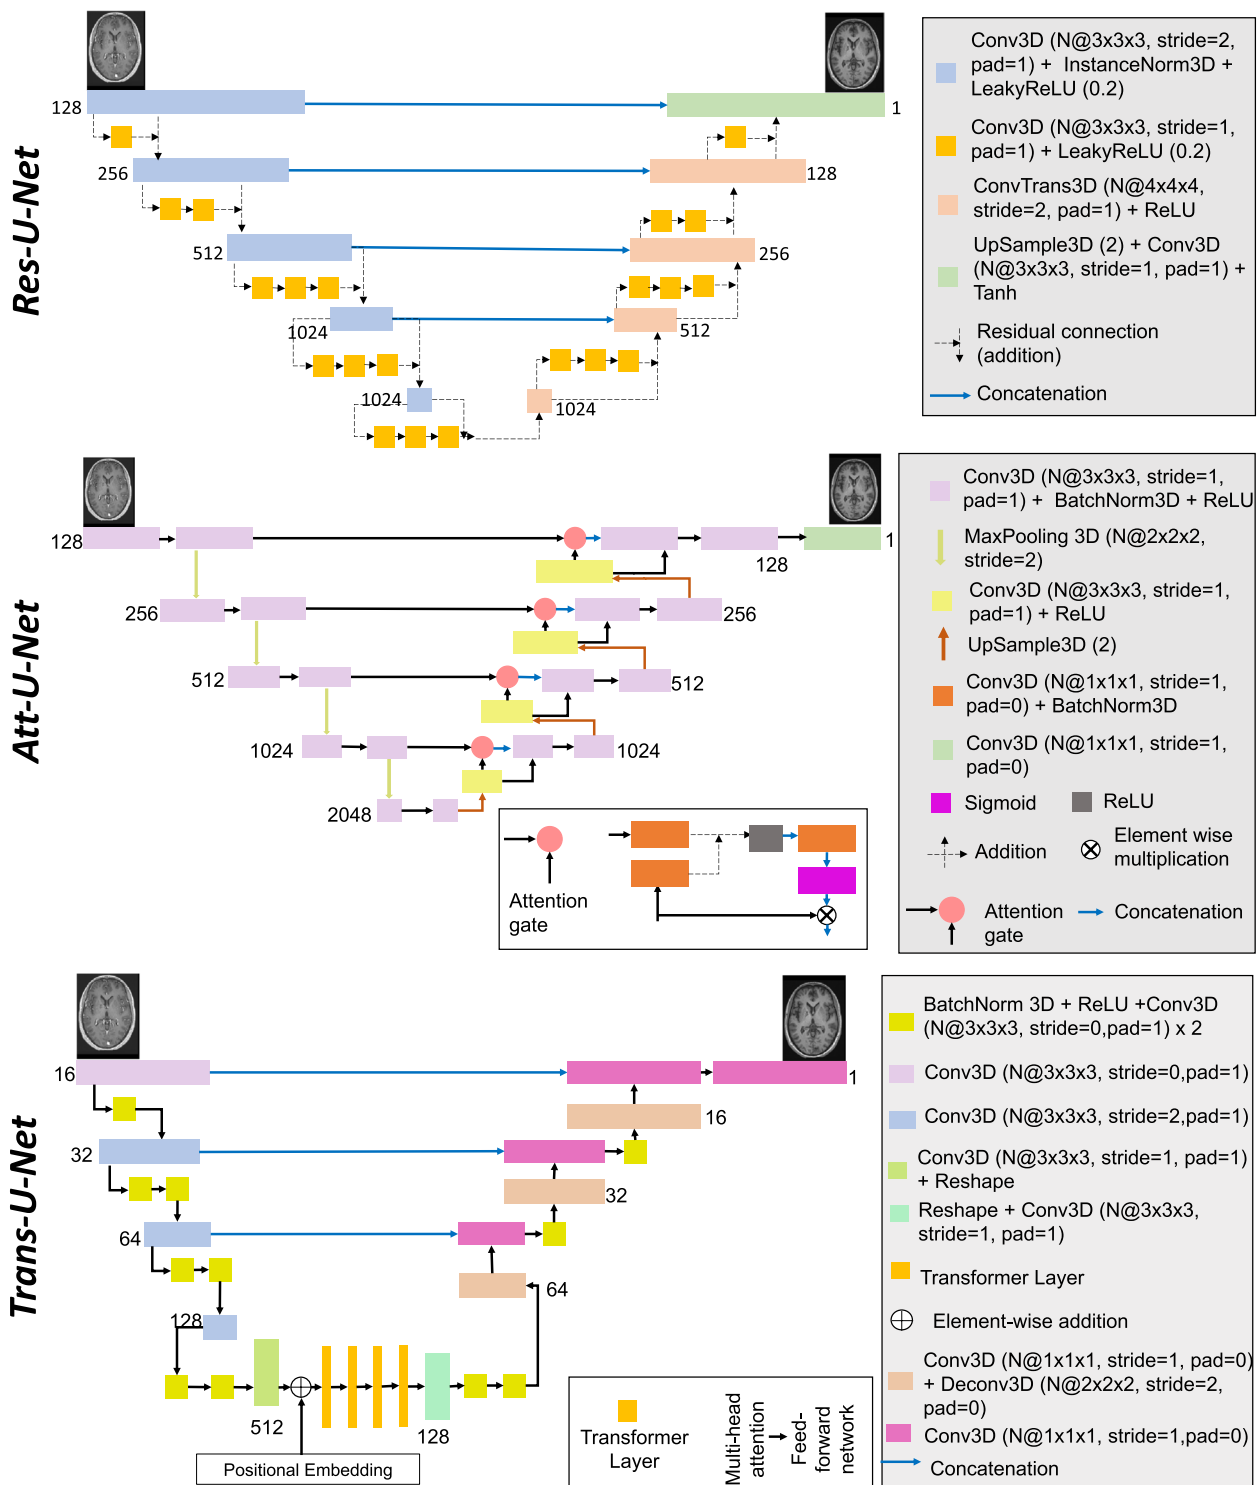 Res-U-Net
128
1
256
128
512
256
1024
512
1024
1024
Conv3D (N@3x3x3, stride=2,
pad=1) + InstanceNorm3D +
LeakyReLU (0.2)
Conv3D (N@3x3x3, stride=1,
pad=1) + LeakyReLU (0.2)
ConvTrans3D (N@4x4x4,
stride=2, pad=1) + ReLU
UpSample3D (2) + Conv3D
(N@3x3x3, stride=1, pad=1) +
Tanh
Residual connection
(addition)
Concatenation
Att-U-Net
128
1
128
256
256
512
512
1024
1024
2048
Attention
gate
Conv3D (N@3x3x3, stride=1,
pad=1) + BatchNorm3D + ReLU
MaxPooling 3D (N@2x2x2,
stride=2)
Conv3D (N@3x3x3, stride=1,
pad=1) + ReLU
UpSample3D (2)
Conv3D (N@1x1x1, stride=1,
pad=0) + BatchNorm3D
Conv3D (N@1x1x1, stride=1,
pad=0)
Sigmoid
ReLU
Addition
Element wise
multiplication
Attention
gate
Concatenation
Trans-U-Net
16
1
16
32
32
64
64
128
512
128
Positional Embedding
Transformer
Layer
Multi-head
attention
Feed-
forward
network
BatchNorm 3D + ReLU +Conv3D
(N@3x3x3, stride=0,pad=1) x 2
Conv3D (N@3x3x3, stride=0,pad=1)
Conv3D (N@3x3x3, stride=2,pad=1)
Conv3D (N@3x3x3, stride=1, pad=1)
+ Reshape
Reshape + Conv3D (N@3x3x3,
stride=1, pad=1)
Transformer Layer
Element-wise addition
Conv3D (N@1x1x1, stride=1, pad=0)
+ Deconv3D (N@2x2x2, stride=2,
pad=0)
Conv3D (N@1x1x1, stride=1,pad=0)
Concatenation